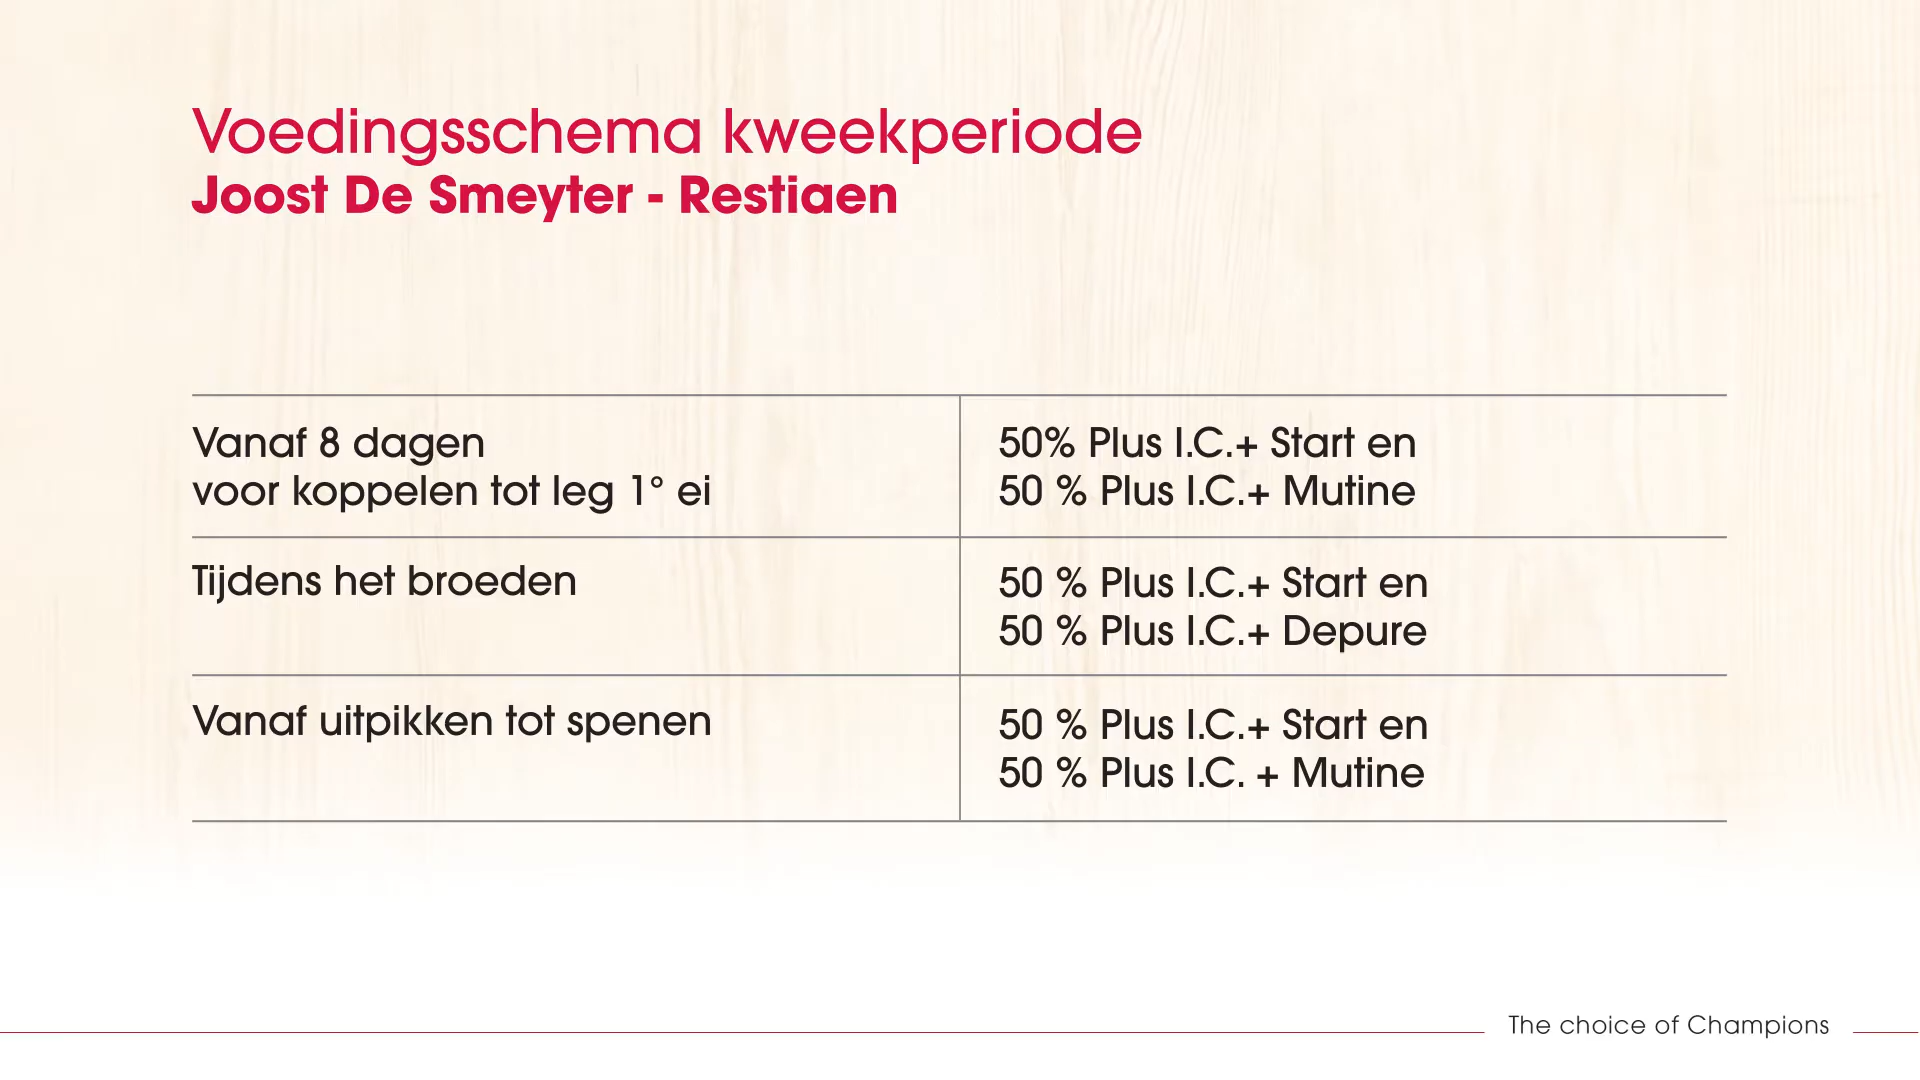 Voedingsschema kweekperiode
Joost De Smeyter - Restiaen
Vanaf 8 dagen
voor koppelen tot leg 1° ei
50% Plus I.C.+ Start en
50 % Plus I.C.+ Mutine
Tijdens het broeden
50 % Plus I.C.+ Start en
50 % Plus I.C.+ Depure
Vanaf uitpikken tot spenen
50 % Plus I.C.+ Start en
50 % Plus I.C. + Mutine
The choice of Champions